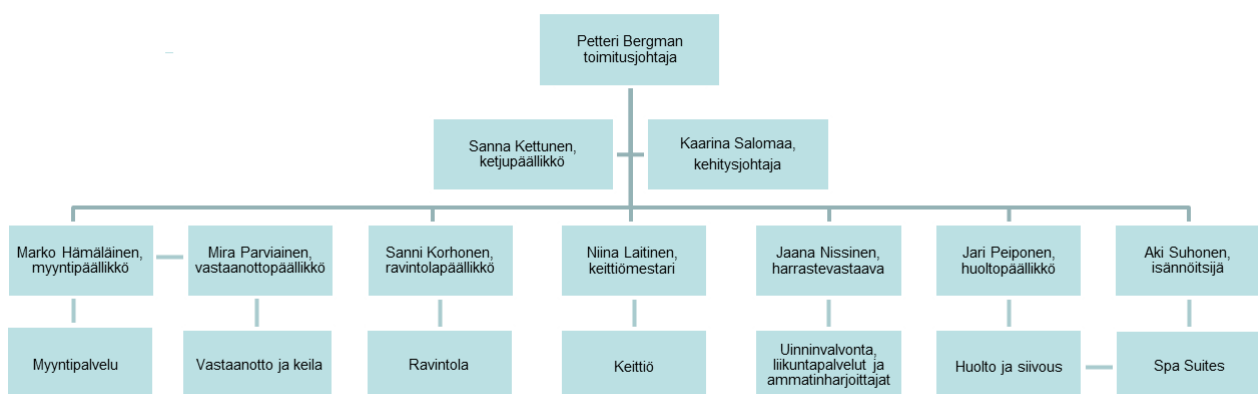 Petteri Bergman
toimitusjohtaja
Sanna Kettunen,
ketjupäällikkö
Kaarina Salomaa,
kehitysjohtaja
Marko Hämäläinen,
myyntipäällikkö
Mira Parviainen,
vastaanottopäällikkö
Sanni Korhonen,
ravintolapäällikkö
Niina Laitinen,
keittiömestari
Jaana Nissinen,
harrastevastaava
Jari Peiponen,
huoltopäällikkö
Aki Suhonen,
isännöitsijä
Myyntipalvelu
Vastaanotto ja keila
Ravintola
Keittiö
Uinninvalvonta,
liikuntapalvelut ja
ammatinharjoittajat
Huolto ja siivous
Spa Suites